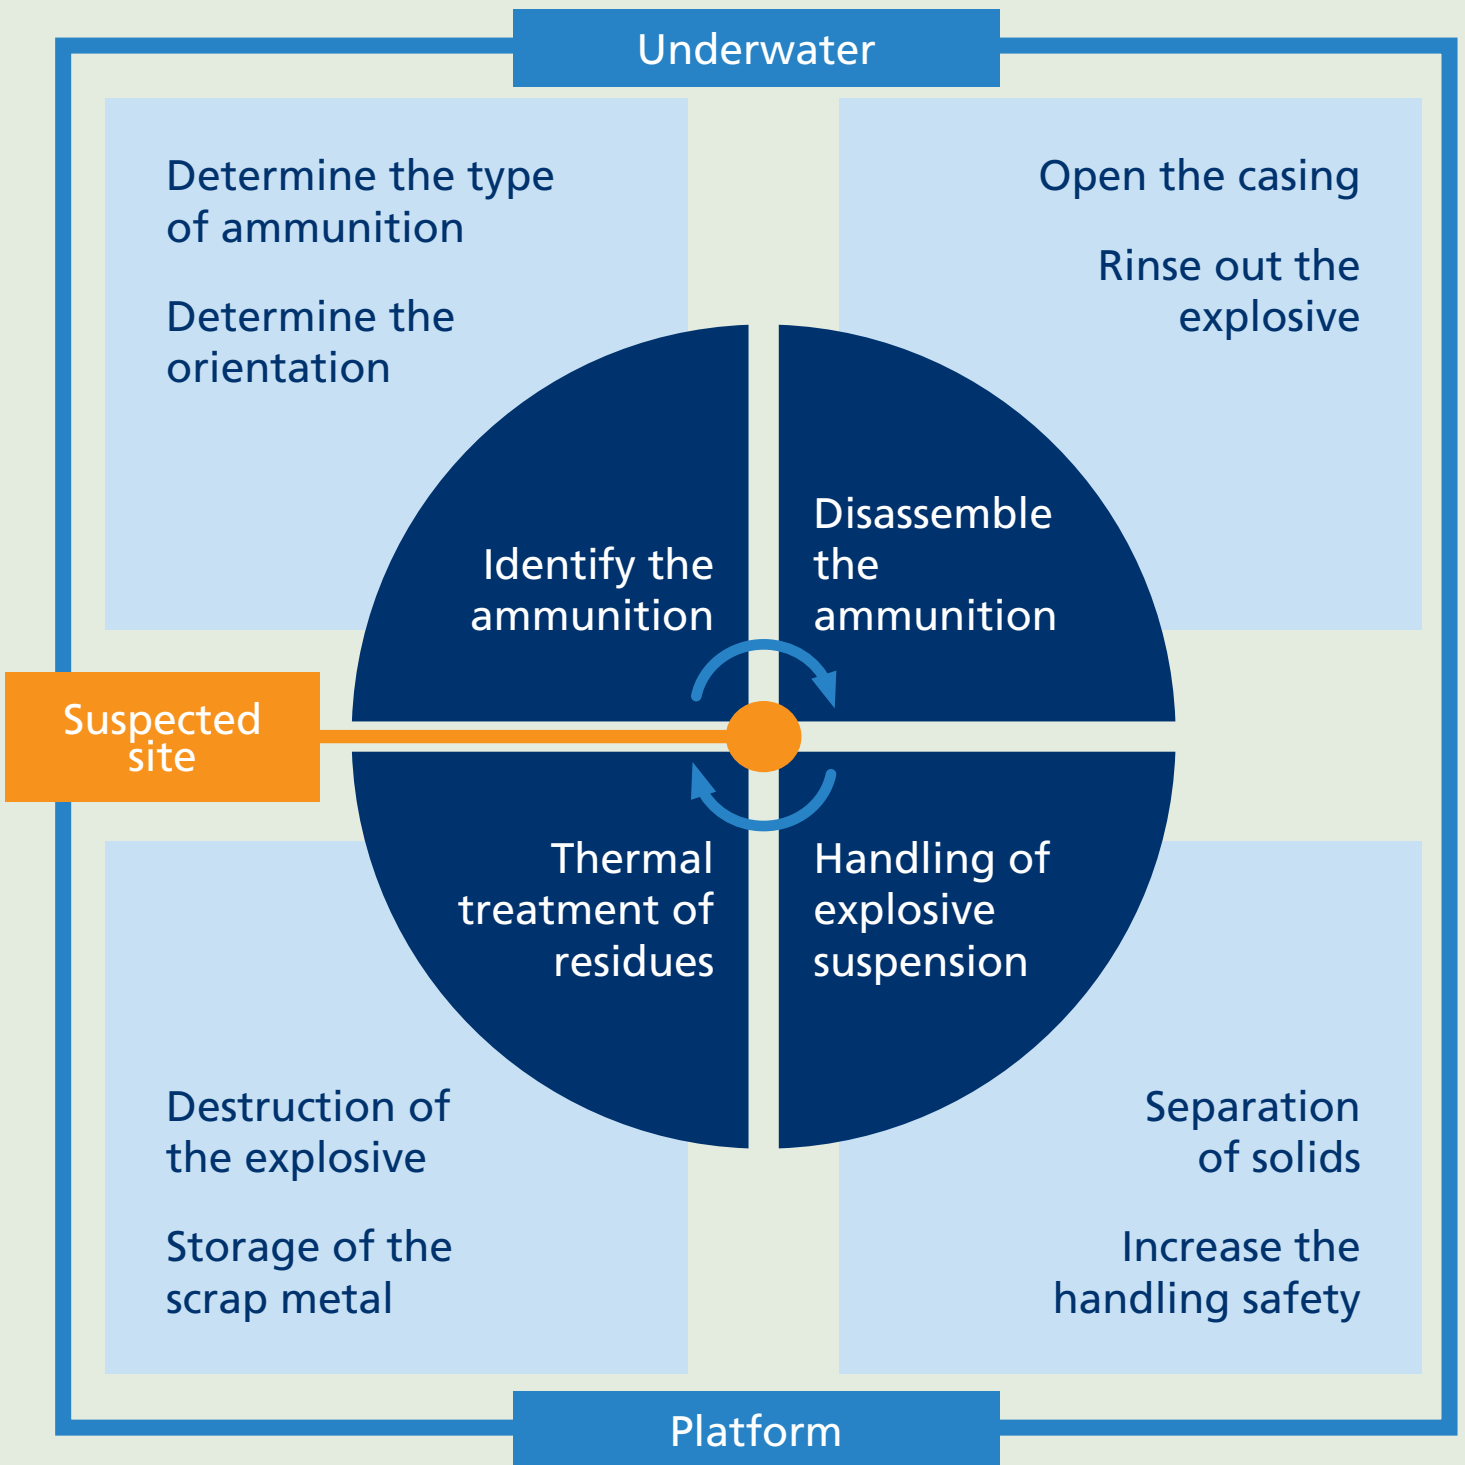 Underwater
Determine the type
of ammunition
Determine the
orientation
Open the casing
Rinse out the
explosive
Identify the
ammunition
Disassemble
the
ammunition
Suspected
site
Thermal
treatment of
residues
Handling of
explosive
suspension
Destruction of
the explosive
Storage of the
scrap metal
Separation
of solids
Increase the
handling safety
Platform